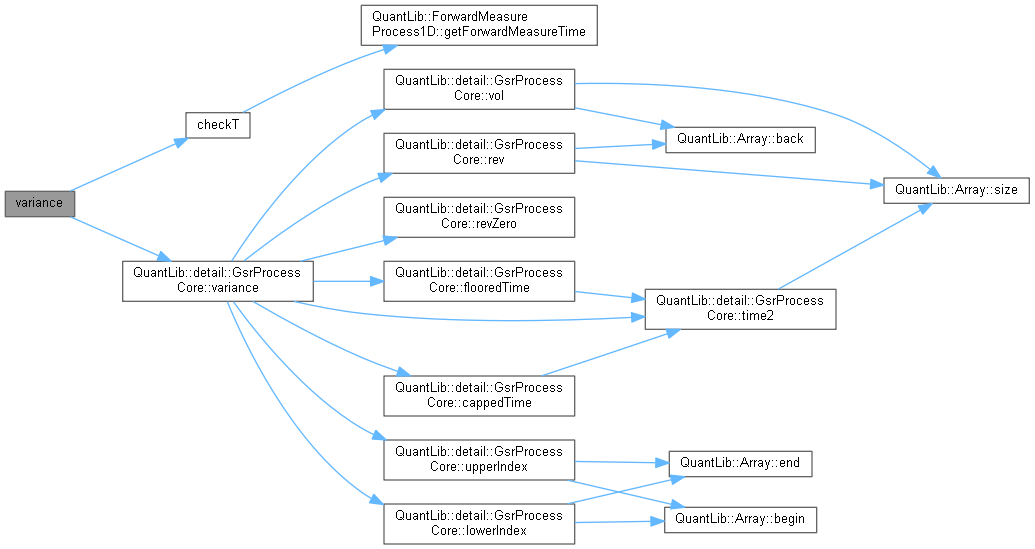 QuantLib::ForwardMeasure
Process1D::getForwardMeasureTime
QuantLib::detail::GsrProcess
Core::vol
checkT
QuantLib::Array::back
QuantLib::detail::GsrProcess
Core::rev
QuantLib::Array::size
variance
QuantLib::detail::GsrProcess
Core::revZero
QuantLib::detail::GsrProcess
Core::variance
QuantLib::detail::GsrProcess
Core::flooredTime
QuantLib::detail::GsrProcess
Core::time2
QuantLib::detail::GsrProcess
Core::cappedTime
QuantLib::detail::GsrProcess
Core::upperIndex
QuantLib::Array::end
QuantLib::detail::GsrProcess
Core::lowerIndex
QuantLib::Array::begin